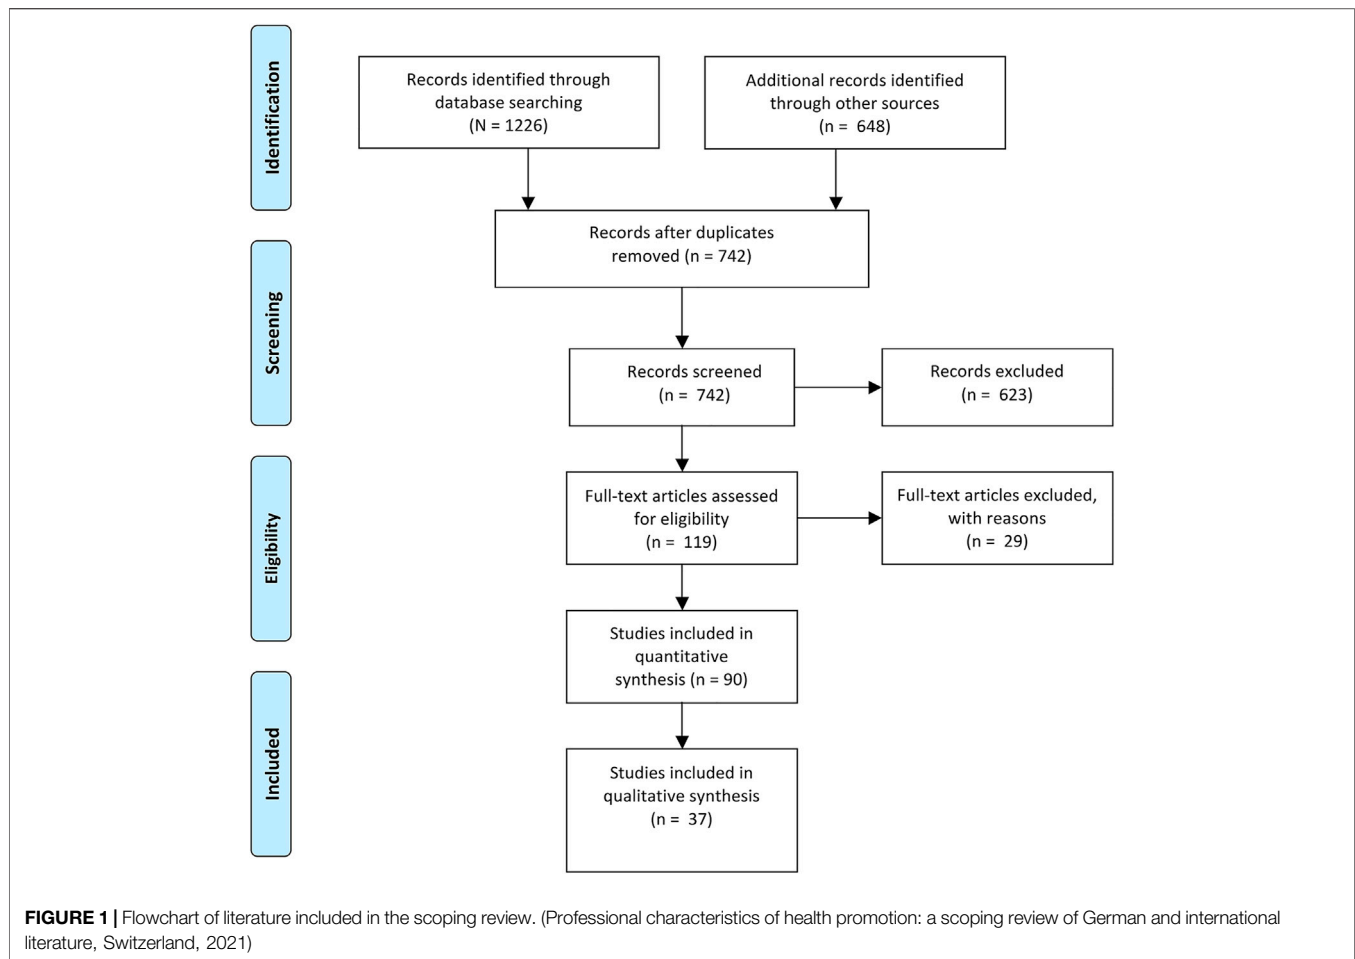 Identification
Records identified through
database searching
(N = 1226)
Additional records identified
through other sources
(n =  648)
Records after duplicates
removed (n = 742)
Screening
Records screened
(n =  742)
Records excluded
(n =  623)
Eligibility
Full-text articles assessed
for eligibility
(n =  119)
Full-text articles excluded,
with reasons
(n =  29)
Studies included in
quantitative
synthesis (n = 90)
Included
Studies included in
qualitative synthesis
(n =  37)
FIGURE 1 | Flowchart of literature included in the scoping review. (Professional characteristics of health promotion: a scoping review of German and international
literature, Switzerland, 2021)